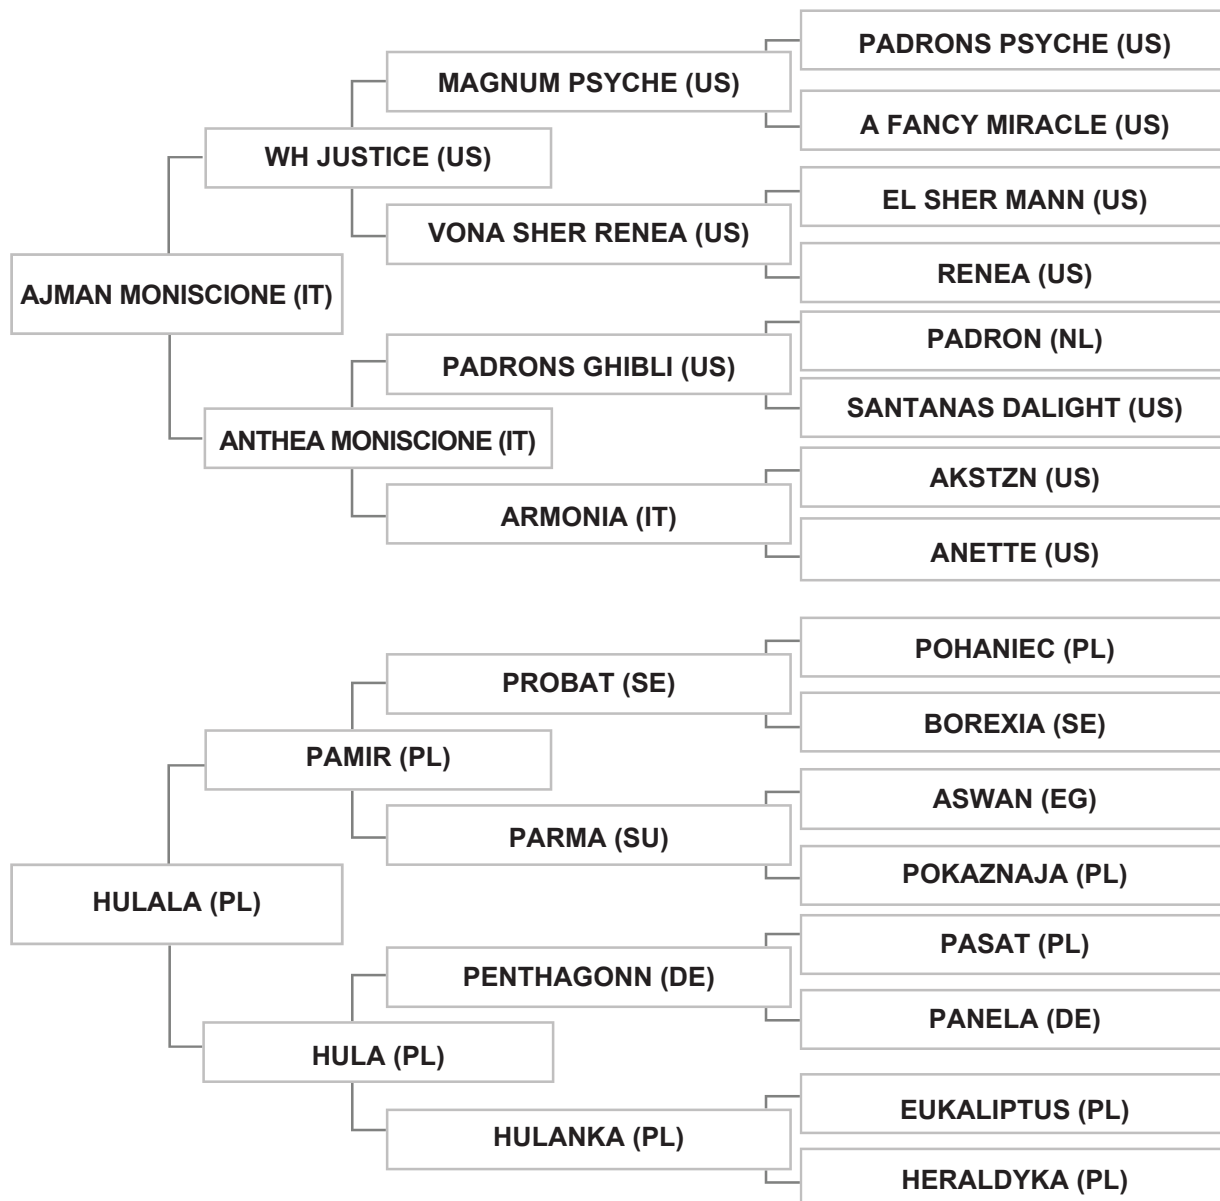 PADRONS PSYCHE (US)
MAGNUM PSYCHE (US)
A FANCY MIRACLE (US)
WH JUSTICE (US)
EL SHER MANN (US)
VONA SHER RENEA (US)
RENEA (US)
AJMAN MONISCIONE (IT)
PADRON (NL)
PADRONS GHIBLI (US)
SANTANAS DALIGHT (US)
ANTHEA MONISCIONE (IT)
AKSTZN (US)
ARMONIA (IT)
ANETTE (US)
POHANIEC (PL)
PROBAT (SE)
BOREXIA (SE)
PAMIR (PL)
ASWAN (EG)
PARMA (SU)
POKAZNAJA (PL)
HULALA (PL)
PASAT (PL)
PENTHAGONN (DE)
PANELA (DE)
HULA (PL)
EUKALIPTUS (PL)
HULANKA (PL)
HERALDYKA (PL)